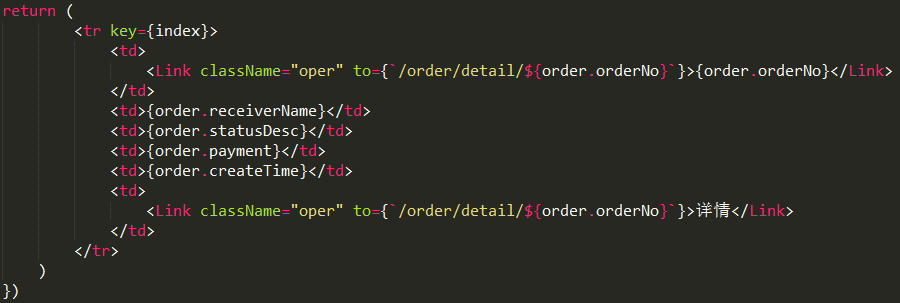 return (
<tr key={index}>
<td>
<Link className="oper" to={`/order/detail/${order.orderNo}`}>{order.orderNo}</Link>
</td>
<td>{order.receiverName}</td>
<td>{order.statusDesc}</td>
<td>{order.payment}</td>
<td>{order.createTime}</td>
<td>
<Link className="oper" to={`/order/detail/${order.orderNo}`}>详情</Link>
</td>
</tr>
)
})